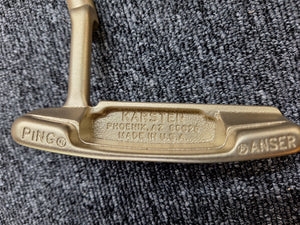 KARSTEN
PHOENIX, AZ 85029
MADE IN U.S.A.
PING®
® ANSER